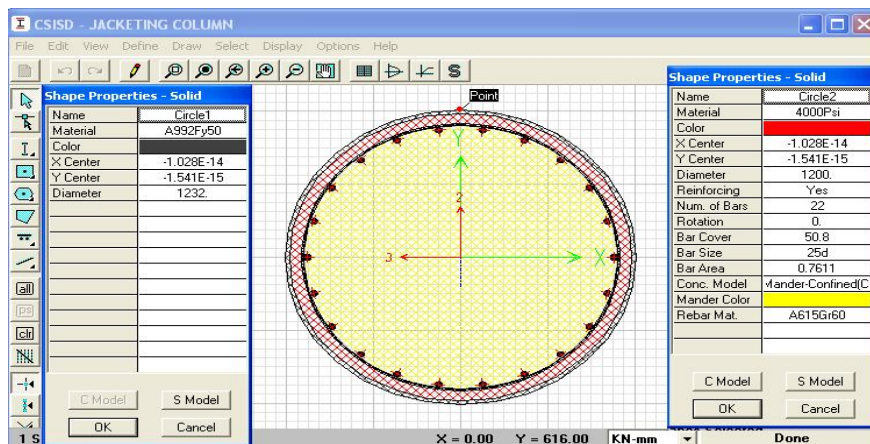 CSISD - JACKETING COLUMN
File Edit View Define Draw Select Display Options Help
Shape Properties - Solid
Name Circle1
Material A992Fy50
Color
X Center -1.028E-14
Y Center -1.541E-15
Diameter 1232.
C Model S Model
OK Cancel
all
ps
clr
Point
Y
2
3
X
Shape Properties - Solid
Name Circle2
Material 4000Psi
Color
X Center -1.028E-14
Y Center -1.541E-15
Diameter 1200.
Reinforcing Yes
Num. of Bars 22
Rotation 0.
Bar Cover 50.8
Bar Size 25d
Bar Area 0.7611
Conc. Model Mander-Confined(C
Mander Color
Rebar Mat. A615Gr60
C Model S Model
OK Cancel
1 S
X = 0.00 Y = 616.00 KN-mm Done